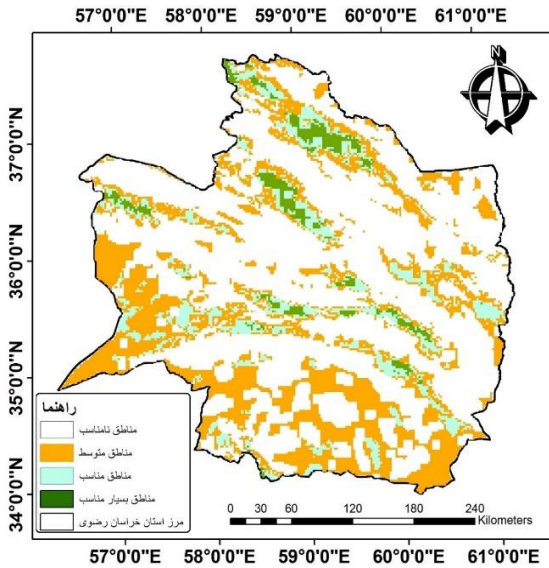 57°0'0"E 58°0'0"E 59°0'0"E 60°0'0"E 61°0'0"E
N
37°0'0"N
36°0'0"N
35°0'0"N
34°0'0"N
راهنما
مناطق نامناسب
مناطق متوسط
مناطق مناسب
مناطق بسیار مناسب
مرز استان خراسان رضوی
0 30 60 120 180 240
Kilometers
57°0'0"E 58°0'0"E 59°0'0"E 60°0'0"E 61°0'0"E